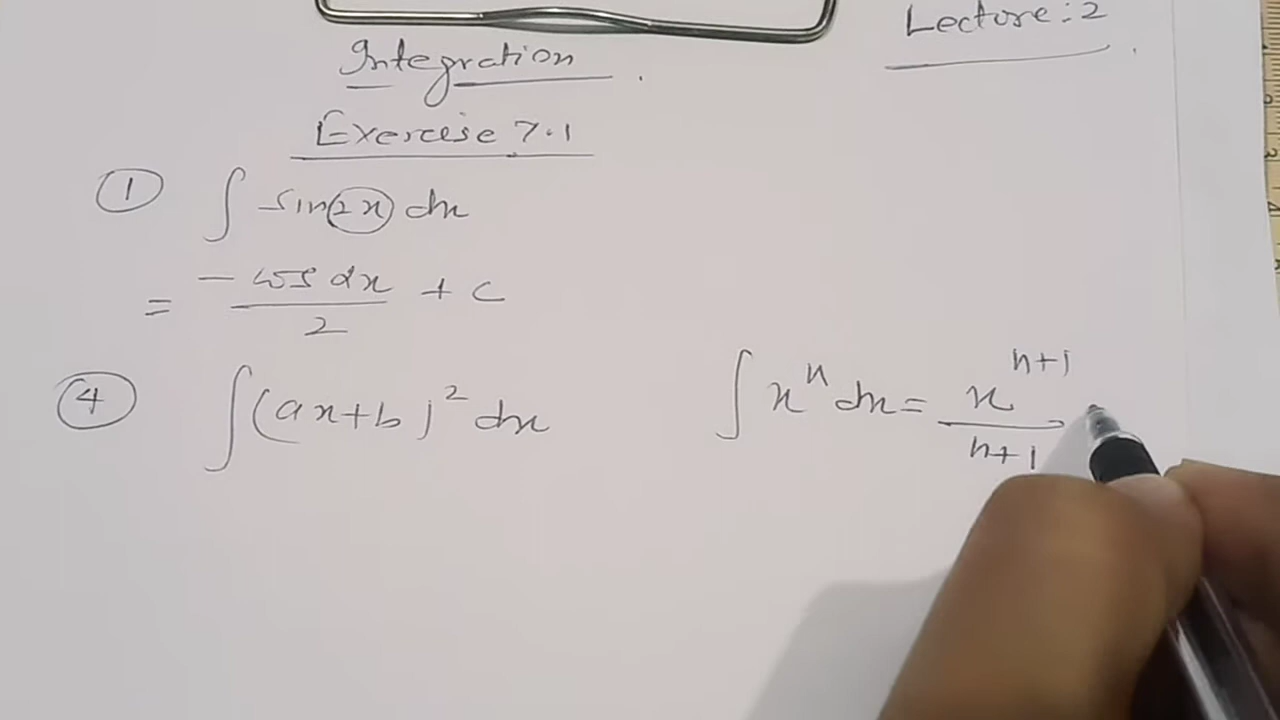 Lecture: 2
Integration
Exercise 7.1
① ∫ sin 2x dx
= -cos 2x / 2 + c
④ ∫(ax+b)² dx
∫ xⁿ dx = xⁿ⁺¹ / n+1